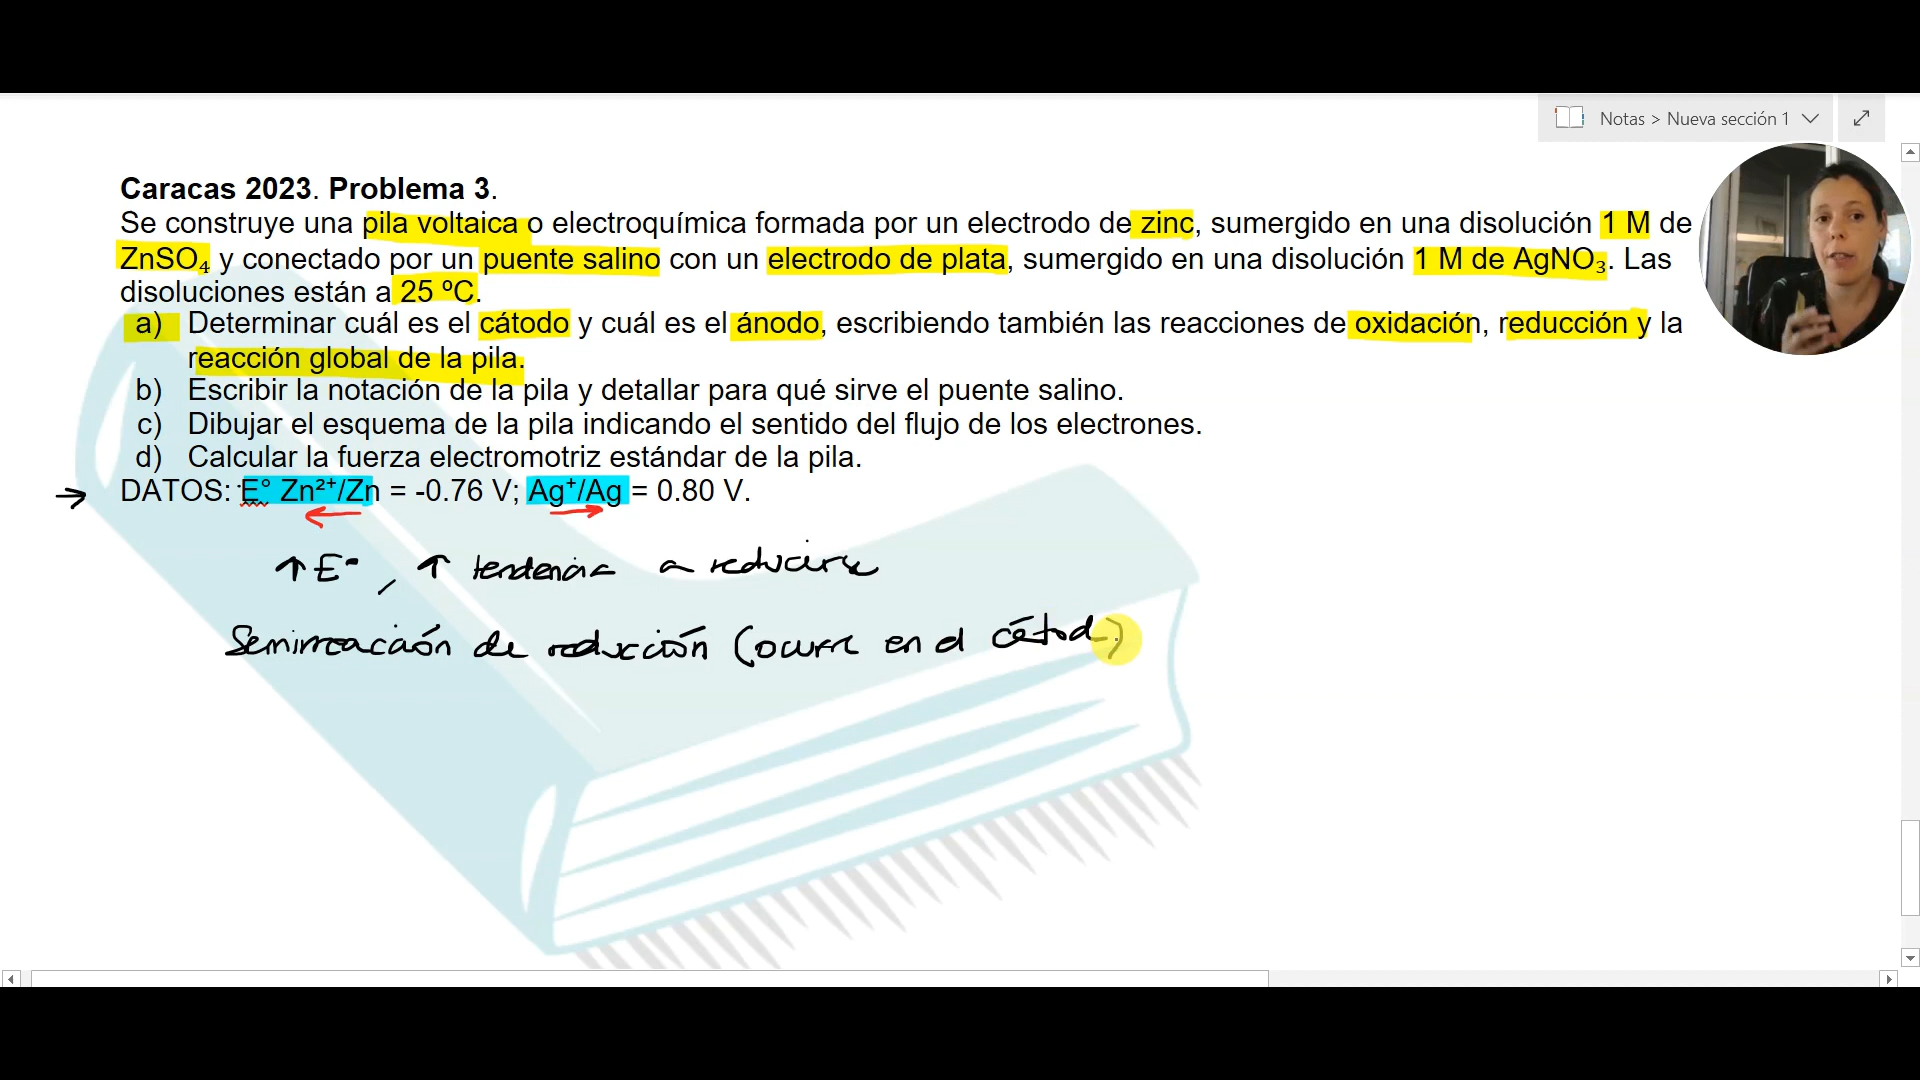 Notas > Nueva sección 1
Caracas 2023. Problema 3.
Se construye una pila voltaica o electroquímica formada por un electrodo de zinc, sumergido en una disolución 1 M de
ZnSO₄ y conectado por un puente salino con un electrodo de plata, sumergido en una disolución 1 M de AgNO₃. Las
disoluciones están a 25 ºC.
a) Determinar cuál es el cátodo y cuál es el ánodo, escribiendo también las reacciones de oxidación, reducción y la
reacción global de la pila.
b) Escribir la notación de la pila y detallar para qué sirve el puente salino.
c) Dibujar el esquema de la pila indicando el sentido del flujo de los electrones.
d) Calcular la fuerza electromotriz estándar de la pila.
→ DATOS: E° Zn²⁺/Zn = -0.76 V; Ag⁺/Ag = 0.80 V.
↑ E° , ↑ tendencia a reducirse
Semirreacción de reducción (ocurre en el cátodo)